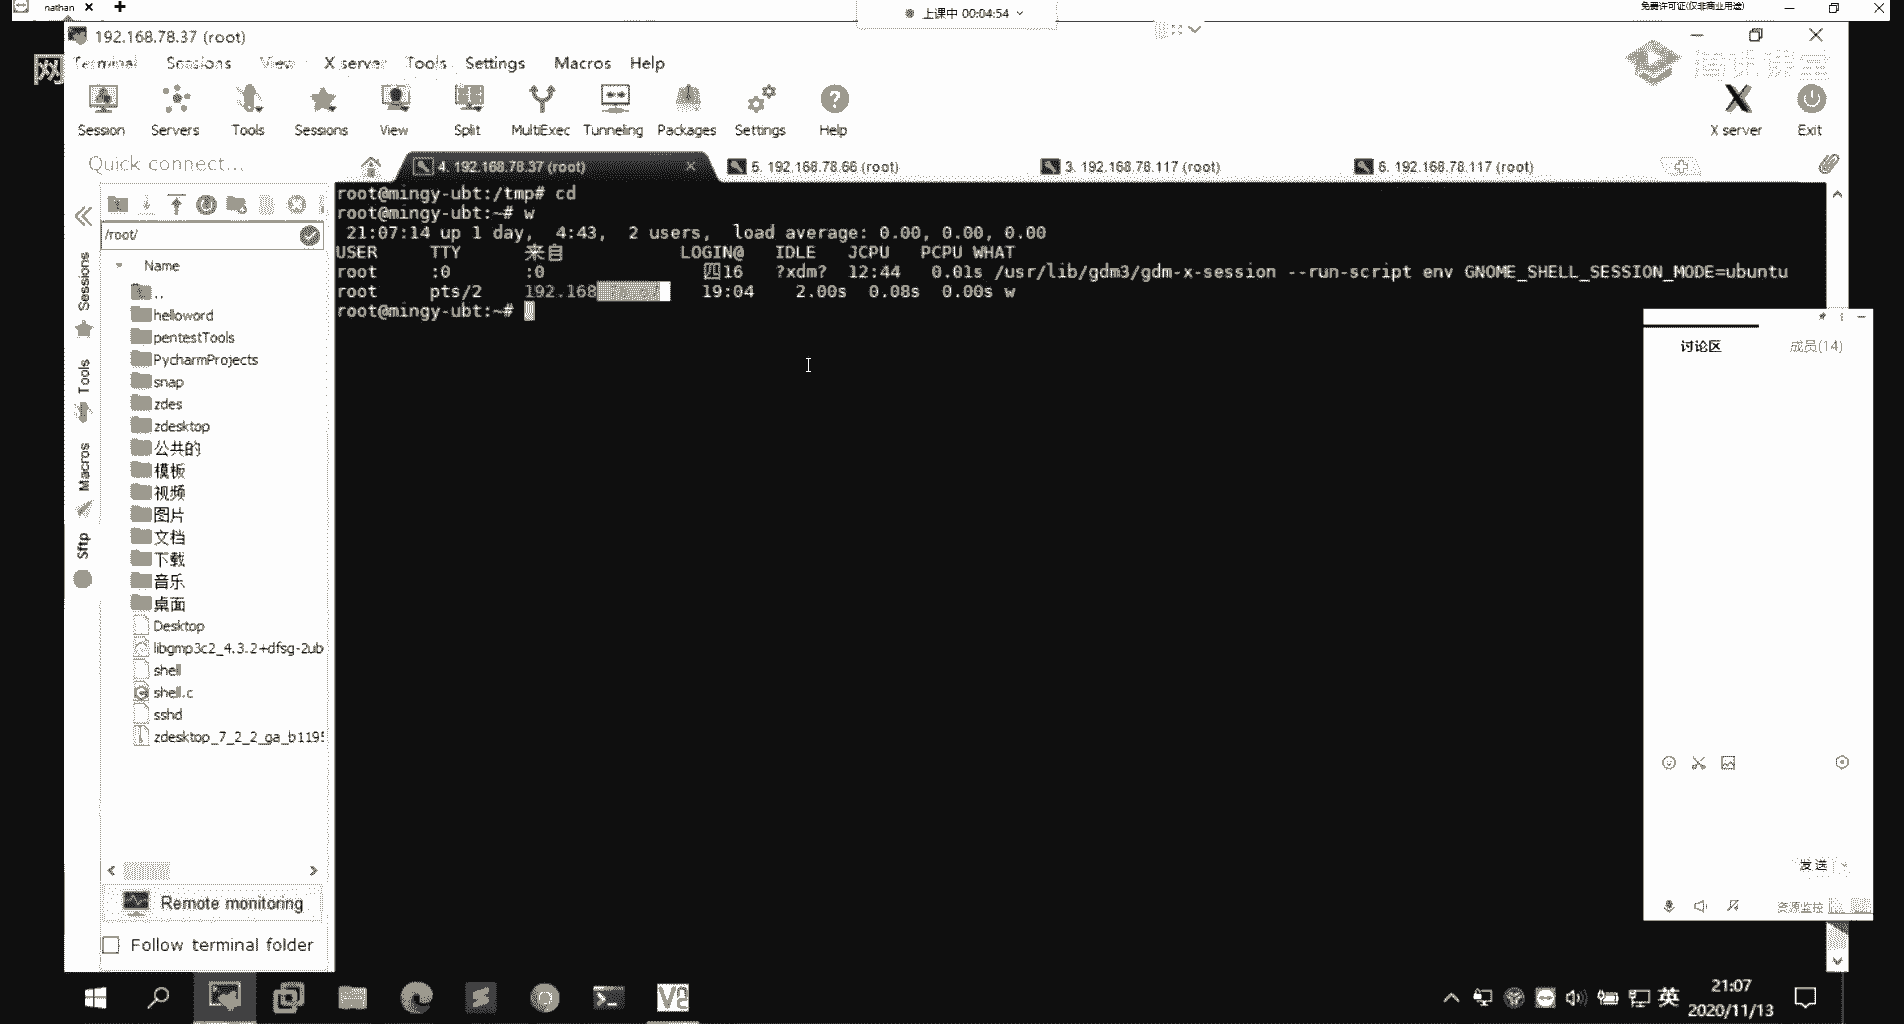 nathan
上课中 00:04:54
免费许可证(仅非商业用途)
192.168.78.37 (root)
网
Terminal Sessions View X server Tools Settings Macros Help
Session Servers Tools Sessions View Split MultiExec Tunneling Packages Settings Help
X server Exit
Quick connect...
4. 192.168.78.37 (root)
5. 192.168.78.66 (root)
3. 192.168.78.117 (root)
6. 192.168.78.117 (root)
/root/
Name
..
helloword
pentestTools
PycharmProjects
snap
zdes
zdesktop
公共的
模板
视频
图片
文档
下载
音乐
桌面
Desktop
libgmp3c2_4.3.2+dfsg-2ub
shell
shell.c
sshd
zdesktop_7_2_2_ga_b1195
Sessions
Tools
Macros
Sftp
Remote monitoring
Follow terminal folder
root@mingy-ubt:/tmp# cd
root@mingy-ubt:~# w
21:07:14 up 1 day, 4:43, 2 users, load average: 0.00, 0.00, 0.00
USER TTY 来自 LOGIN@ IDLE JCPU PCPU WHAT
root :0 :0 四16 ?xdm? 12:44 0.01s /usr/lib/gdm3/gdm-x-session --run-script env GNOME_SHELL_SESSION_MODE=ubuntu
root pts/2 192.168 19:04 2.00s 0.08s 0.00s w
root@mingy-ubt:~#
讨论区 成员(14)
发送
资源监控
英
21:07
2020/11/13